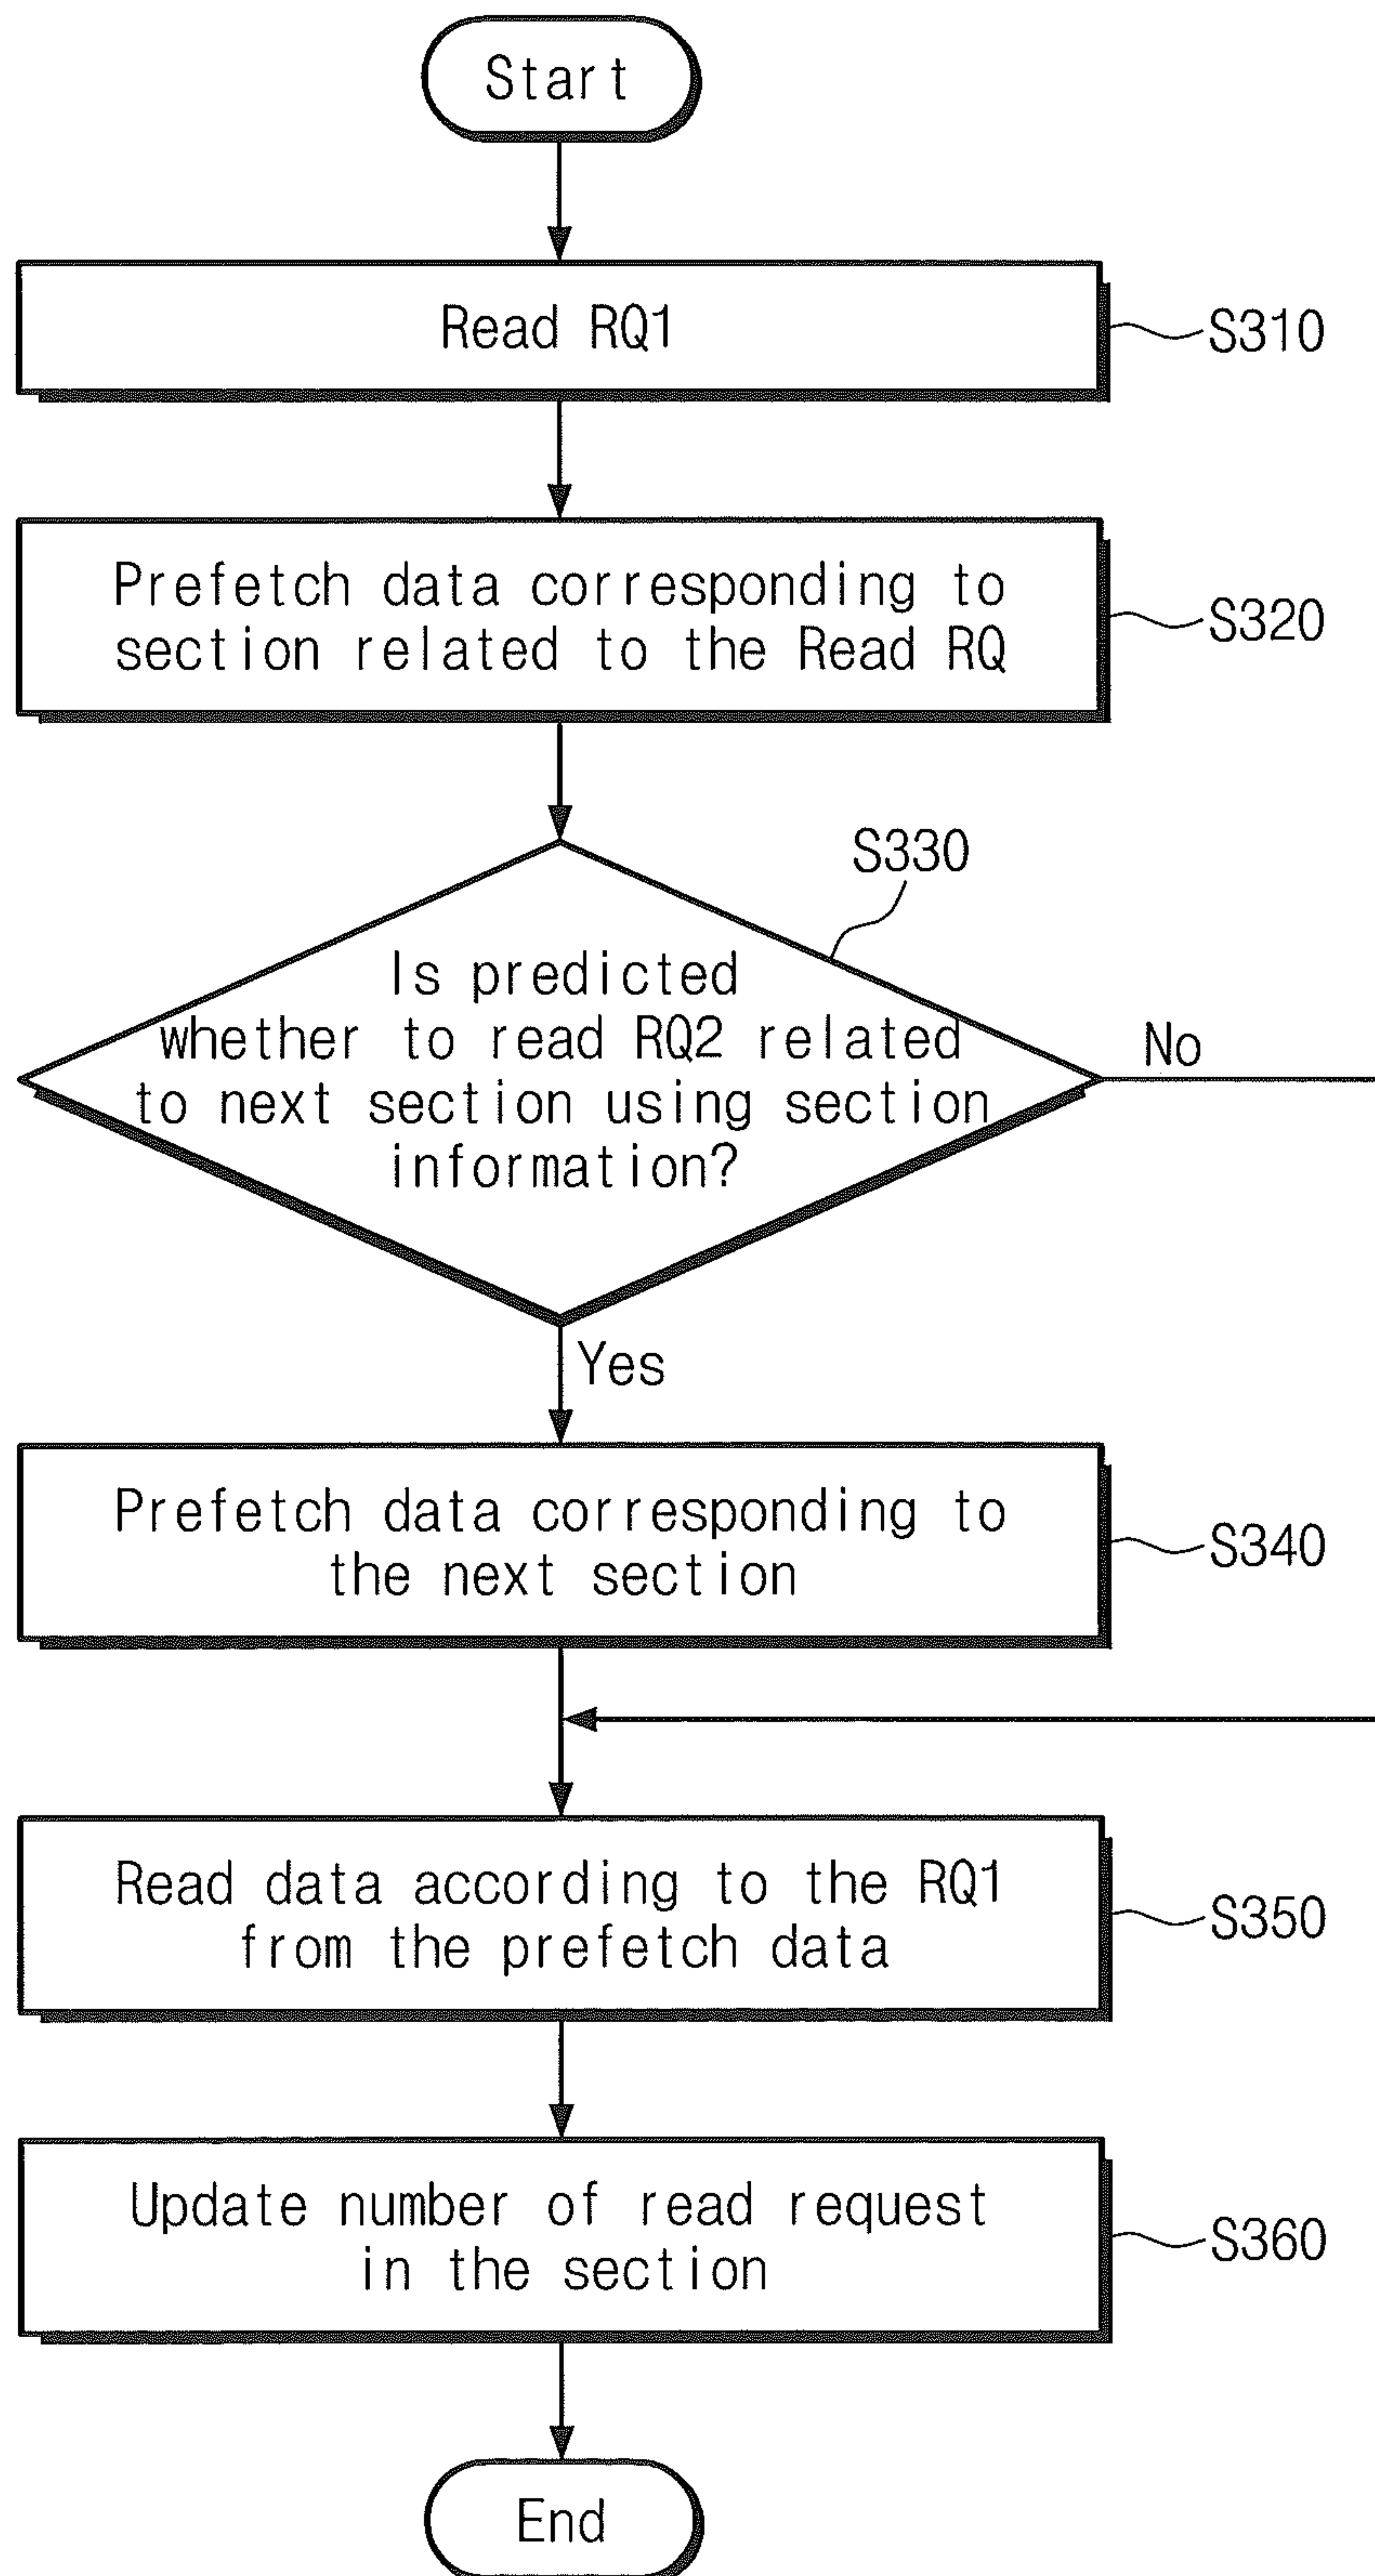 Start
Read RQ1
S310
Prefetch data corresponding to
section related to the Read RQ
S320
S330
Is predicted
whether to read RQ2 related
to next section using section
information?
No
Yes
Prefetch data corresponding to
the next section
S340
Read data according to the RQ1
from the prefetch data
S350
Update number of read request
in the section
S360
End